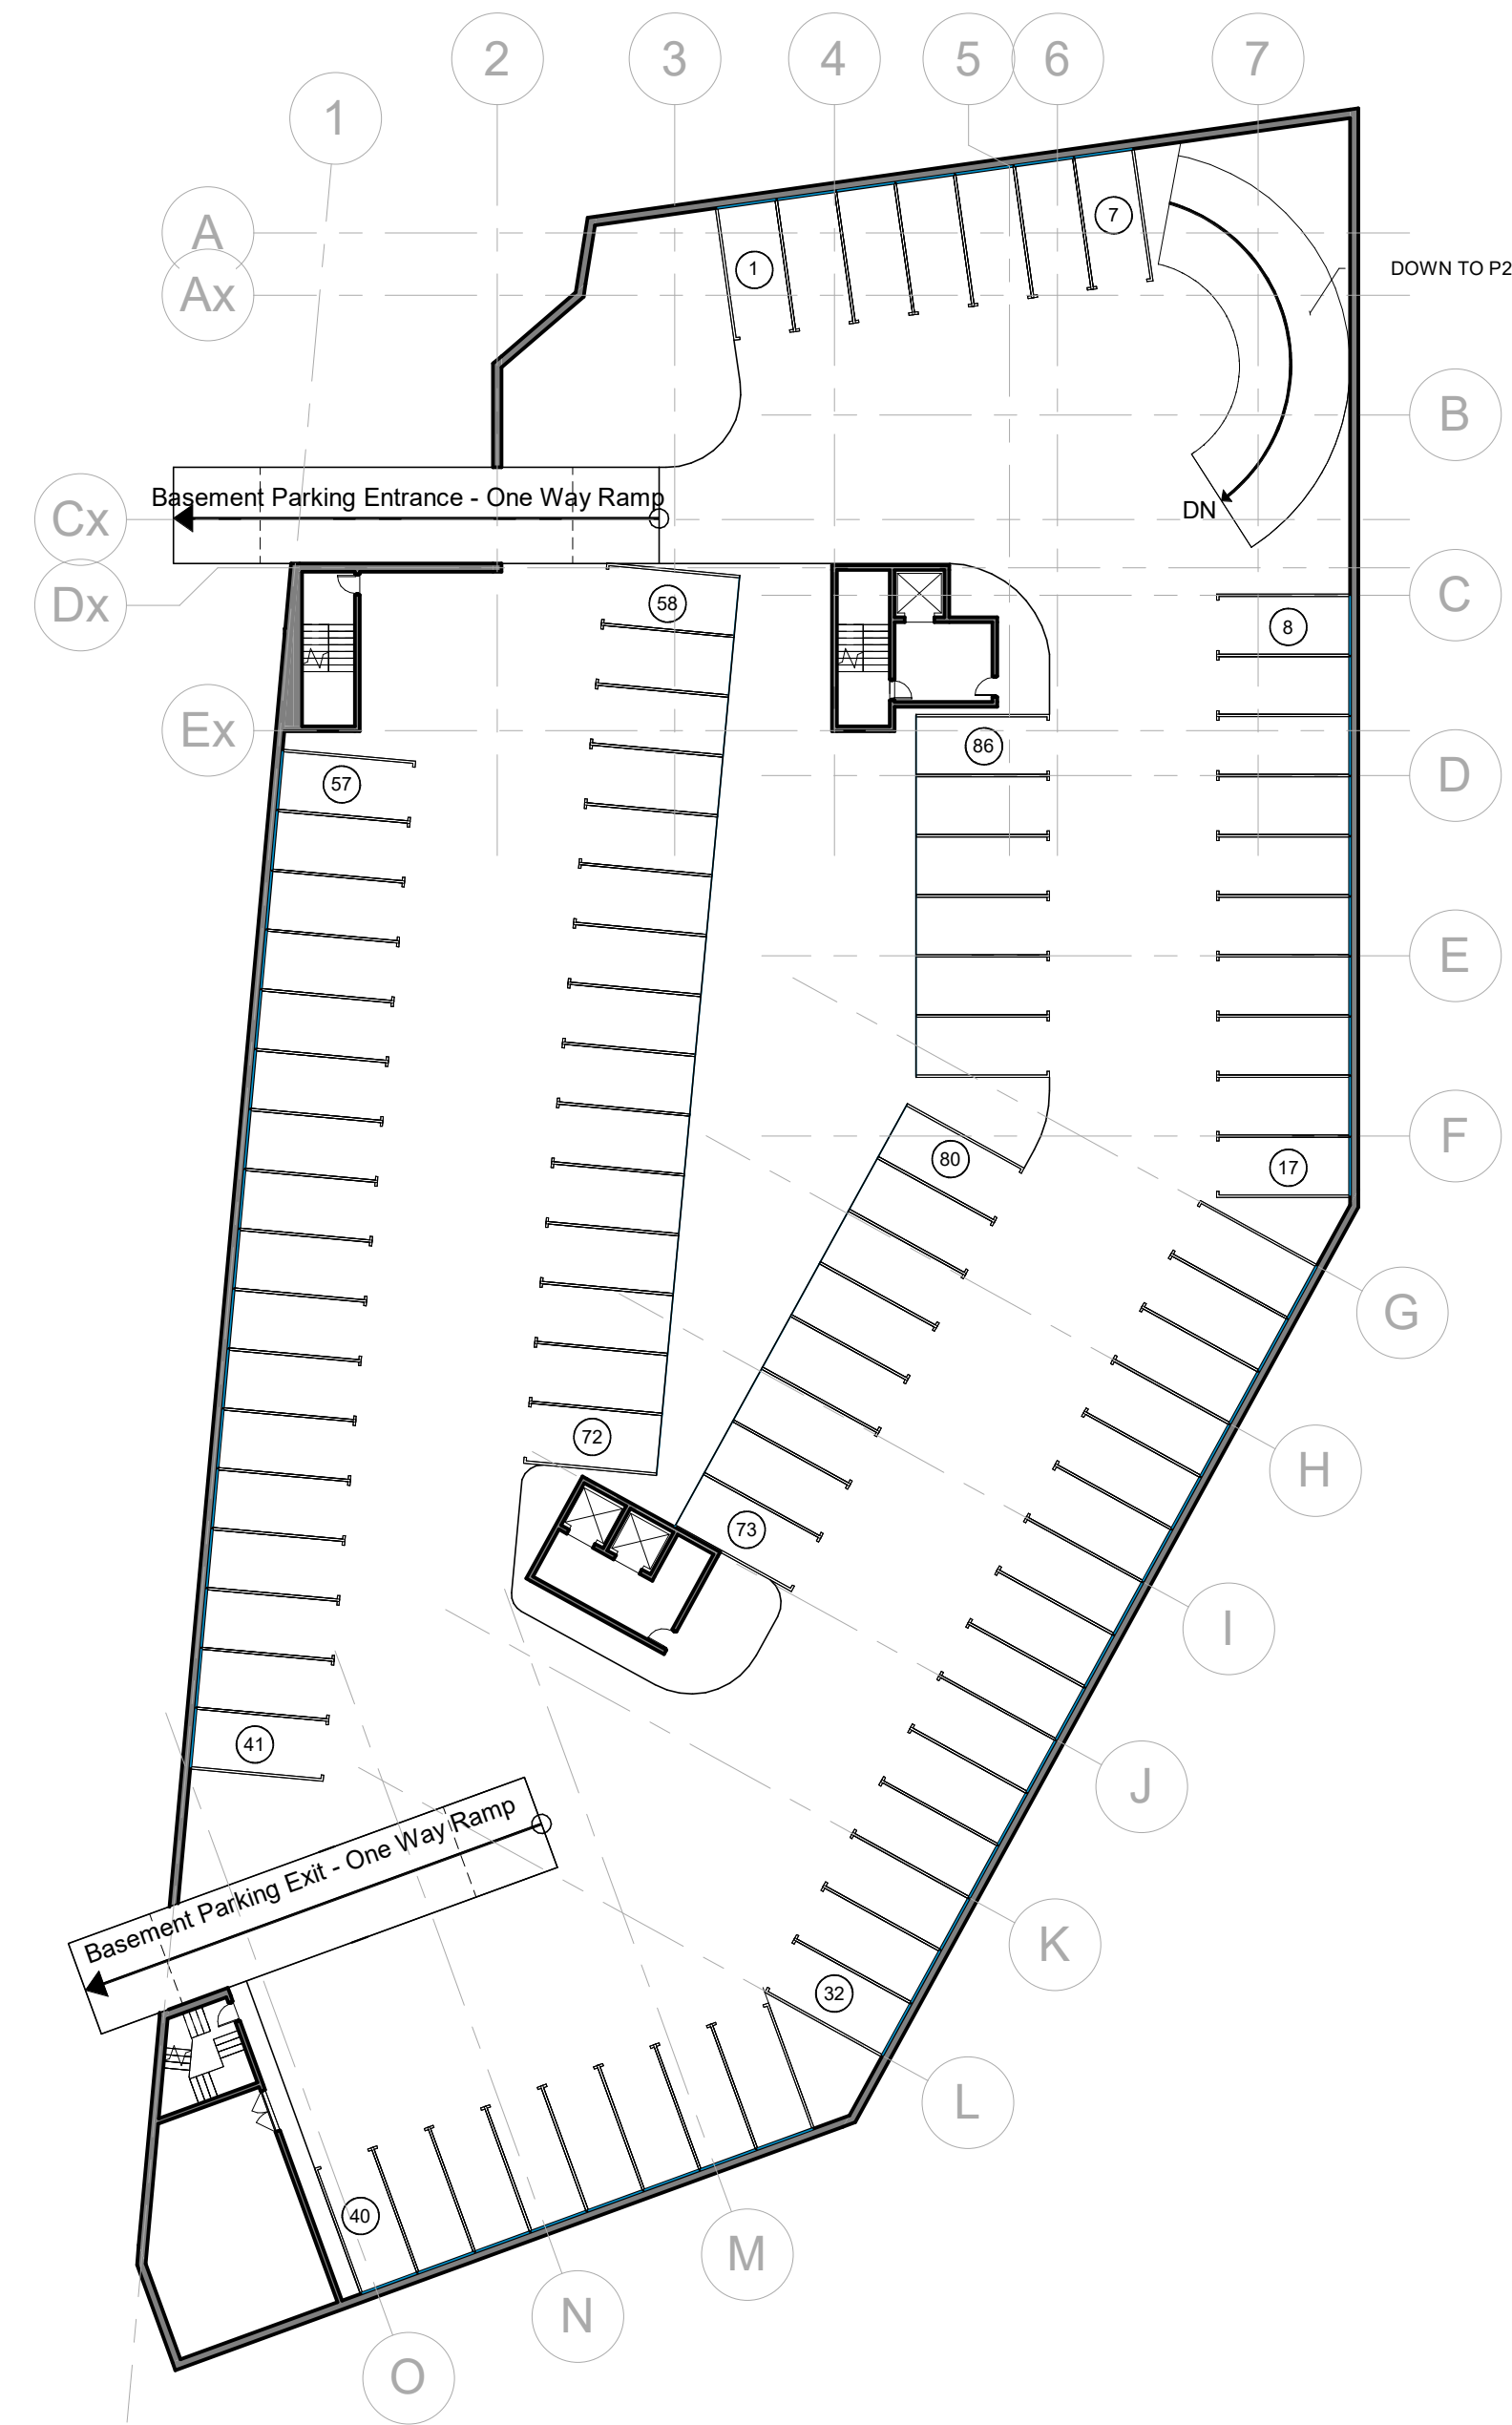 2
3
4
5
6
7
1
A
Ax
7
1
DOWN TO P2
B
Basement Parking Entrance - One Way Ramp
DN
Cx
Dx
C
58
8
Ex
86
D
57
E
F
80
17
G
72
H
73
I
41
J
Basement Parking Exit - One Way Ramp
K
32
L
40
M
N
O